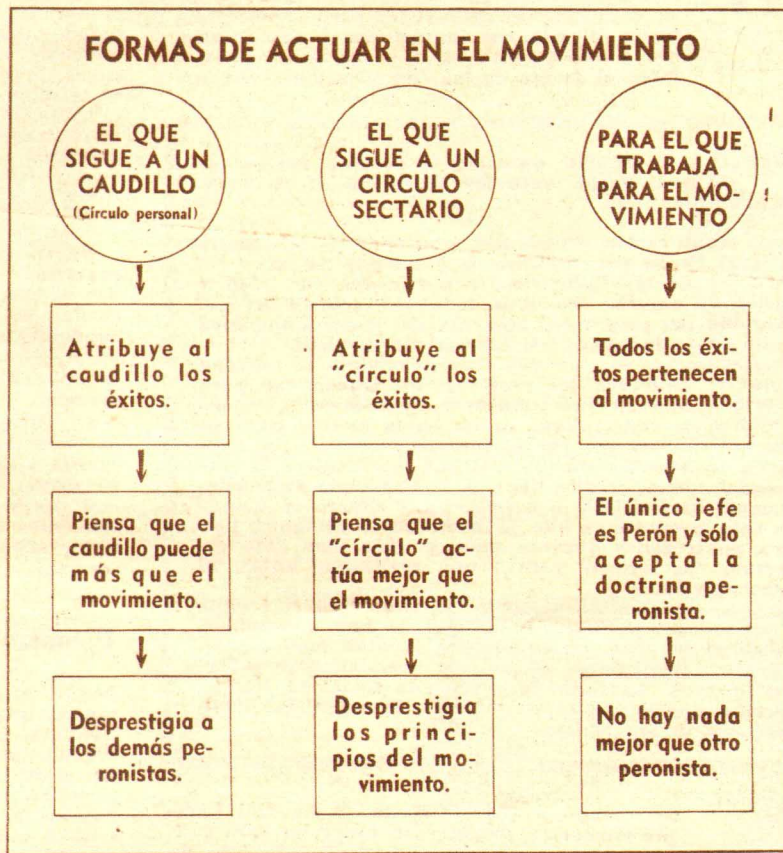 FORMAS DE ACTUAR EN EL MOVIMIENTO
EL QUE
SIGUE A UN
CAUDILLO
(Círculo personal)
Atribuye al
caudillo los
éxitos.
Piensa que el
caudillo puede
más que el
movimiento.
Desprestigia a
los demás pe-
ronistas.
EL QUE
SIGUE A UN
CIRCULO
SECTARIO
Atribuye al
"círculo" los
éxitos.
Piensa que el
"círculo" ac-
túa mejor que
el movimiento.
Desprestigia
los princi-
pios del mo-
vimiento.
PARA EL QUE
TRABAJA
PARA EL MO-
VIMIENTO
Todos los éxi-
tos pertenecen
al movimiento.
El único jefe
es Perón y sólo
acepta la
doctrina pe-
ronista.
No hay nada
mejor que otro
peronista.